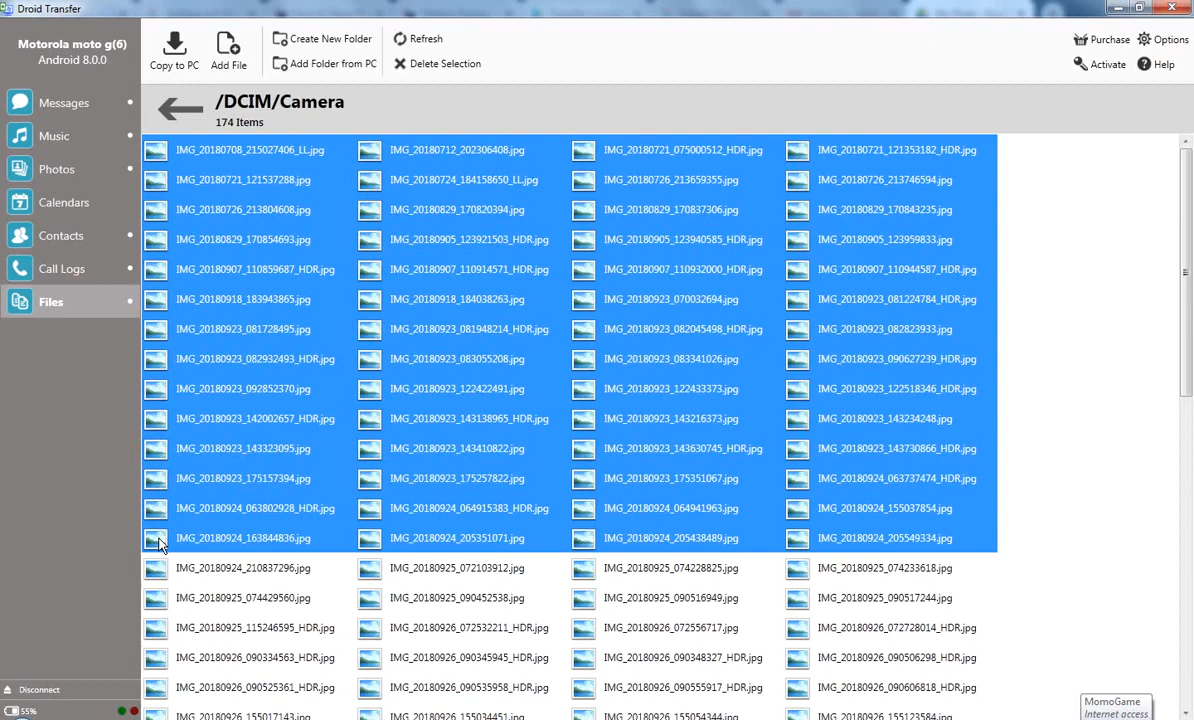 Droid Transfer
Motorola moto g(6)
Android 8.0.0
Messages
Music
Photos
Calendars
Contacts
Call Logs
Files
Disconnect
55%
Copy to PC
Add File
Create New Folder
Add Folder from PC
Refresh
Delete Selection
Purchase
Options
Activate
Help
/DCIM/Camera
174 Items
IMG_20180708_215027406_LL.jpg IMG_20180712_202306408.jpg IMG_20180721_075000512_HDR.jpg IMG_20180721_121353182_HDR.jpg
IMG_20180721_121537288.jpg IMG_20180724_184158650_LL.jpg IMG_20180726_213659355.jpg IMG_20180726_213746594.jpg
IMG_20180726_213804608.jpg IMG_20180829_170820394.jpg IMG_20180829_170837306.jpg IMG_20180829_170843235.jpg
IMG_20180829_170854693.jpg IMG_20180905_123921503_HDR.jpg IMG_20180905_123940585_HDR.jpg IMG_20180905_123959833.jpg
IMG_20180907_110859687_HDR.jpg IMG_20180907_110914571_HDR.jpg IMG_20180907_110932000_HDR.jpg IMG_20180907_110944587_HDR.jpg
IMG_20180918_183943865.jpg IMG_20180918_184038263.jpg IMG_20180923_070032694.jpg IMG_20180923_081224784_HDR.jpg
IMG_20180923_081728495.jpg IMG_20180923_081948214_HDR.jpg IMG_20180923_082045498_HDR.jpg IMG_20180923_082823933.jpg
IMG_20180923_082932493_HDR.jpg IMG_20180923_083055208.jpg IMG_20180923_083341026.jpg IMG_20180923_090627239_HDR.jpg
IMG_20180923_092852370.jpg IMG_20180923_122422491.jpg IMG_20180923_122433373.jpg IMG_20180923_122518346_HDR.jpg
IMG_20180923_142002657_HDR.jpg IMG_20180923_143138965_HDR.jpg IMG_20180923_143216373.jpg IMG_20180923_143234248.jpg
IMG_20180923_143323095.jpg IMG_20180923_143410822.jpg IMG_20180923_143630745_HDR.jpg IMG_20180923_143730866_HDR.jpg
IMG_20180923_175157394.jpg IMG_20180923_175257822.jpg IMG_20180923_175351067.jpg IMG_20180924_063737474_HDR.jpg
IMG_20180924_063802928_HDR.jpg IMG_20180924_064915383_HDR.jpg IMG_20180924_064941963.jpg IMG_20180924_155037854.jpg
IMG_20180924_163844836.jpg IMG_20180924_205351071.jpg IMG_20180924_205438489.jpg IMG_20180924_205549334.jpg
IMG_20180924_210837296.jpg IMG_20180925_072103912.jpg IMG_20180925_074228825.jpg IMG_20180925_074233618.jpg
IMG_20180925_074429560.jpg IMG_20180925_090452538.jpg IMG_20180925_090516949.jpg IMG_20180925_090517244.jpg
IMG_20180925_115246595_HDR.jpg IMG_20180926_072532211_HDR.jpg IMG_20180926_072556717.jpg IMG_20180926_072728014_HDR.jpg
IMG_20180926_090334563_HDR.jpg IMG_20180926_090345945_HDR.jpg IMG_20180926_090348327_HDR.jpg IMG_20180926_090506298_HDR.jpg
IMG_20180926_090525361_HDR.jpg IMG_20180926_090535958_HDR.jpg IMG_20180926_090555917_HDR.jpg IMG_20180926_090606818_HDR.jpg
IMG_20180926_155017143.jpg IMG_20180926_155034451.jpg IMG_20180926_155054344.jpg IMG_20180926_155123584.jpg
MomoGame
Internet access